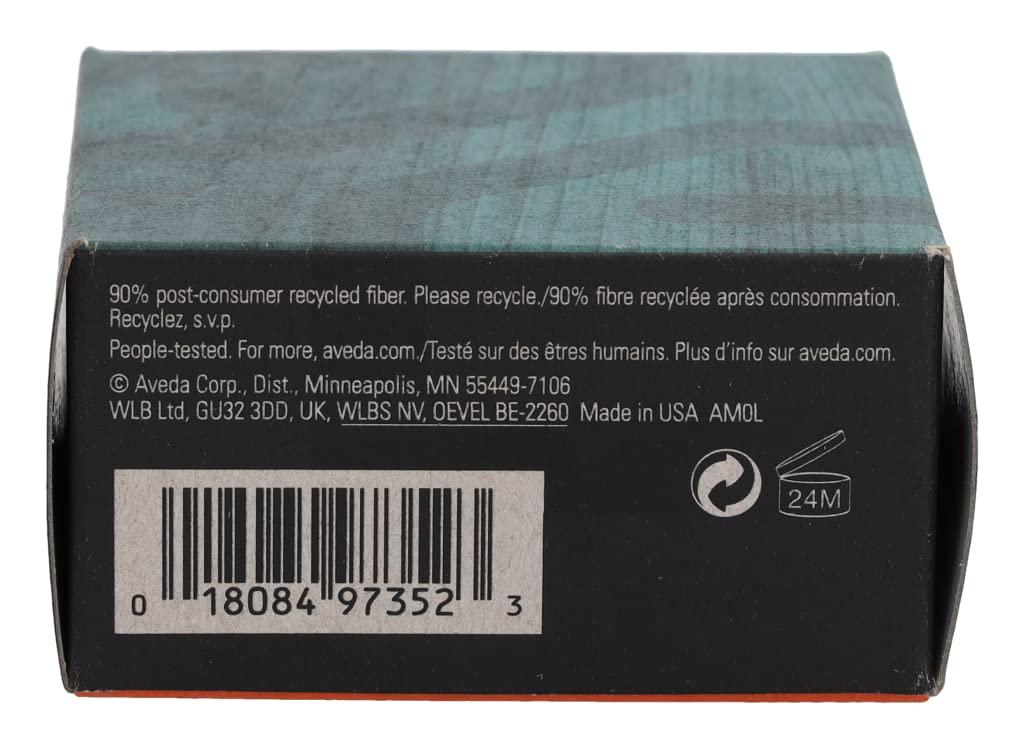 90% post-consumer recycled fiber. Please recycle./90% fibre recyclée après consommation.
Recyclez, s.v.p.
People-tested. For more, aveda.com./Testé sur des êtres humains. Plus d'info sur aveda.com.
© Aveda Corp., Dist., Minneapolis, MN 55449-7106
WLB Ltd, GU32 3DD, UK, WLBS NV, OEVEL BE-2260 Made in USA AM0L
24M
0 18084 97352 3